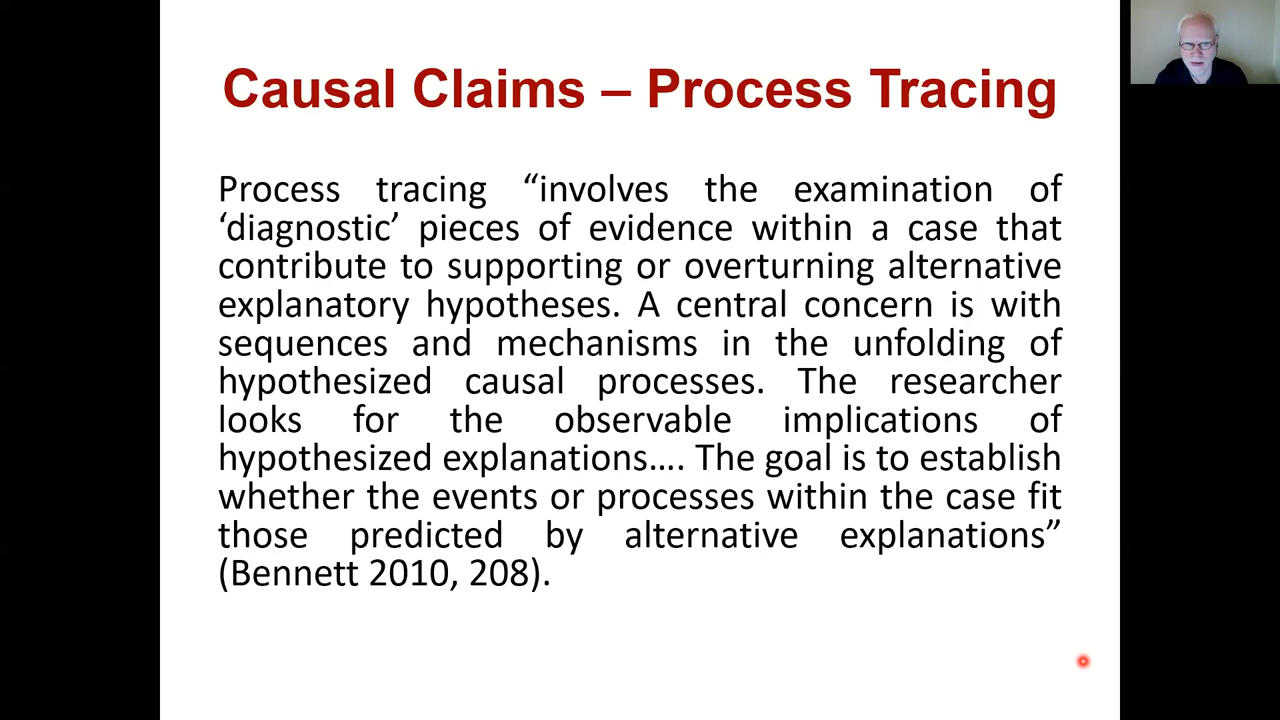 Causal Claims – Process Tracing
Process tracing “involves the examination of
‘diagnostic’ pieces of evidence within a case that
contribute to supporting or overturning alternative
explanatory hypotheses. A central concern is with
sequences and mechanisms in the unfolding of
hypothesized causal processes. The researcher
looks for the observable implications of
hypothesized explanations…. The goal is to establish
whether the events or processes within the case fit
those predicted by alternative explanations”
(Bennett 2010, 208).